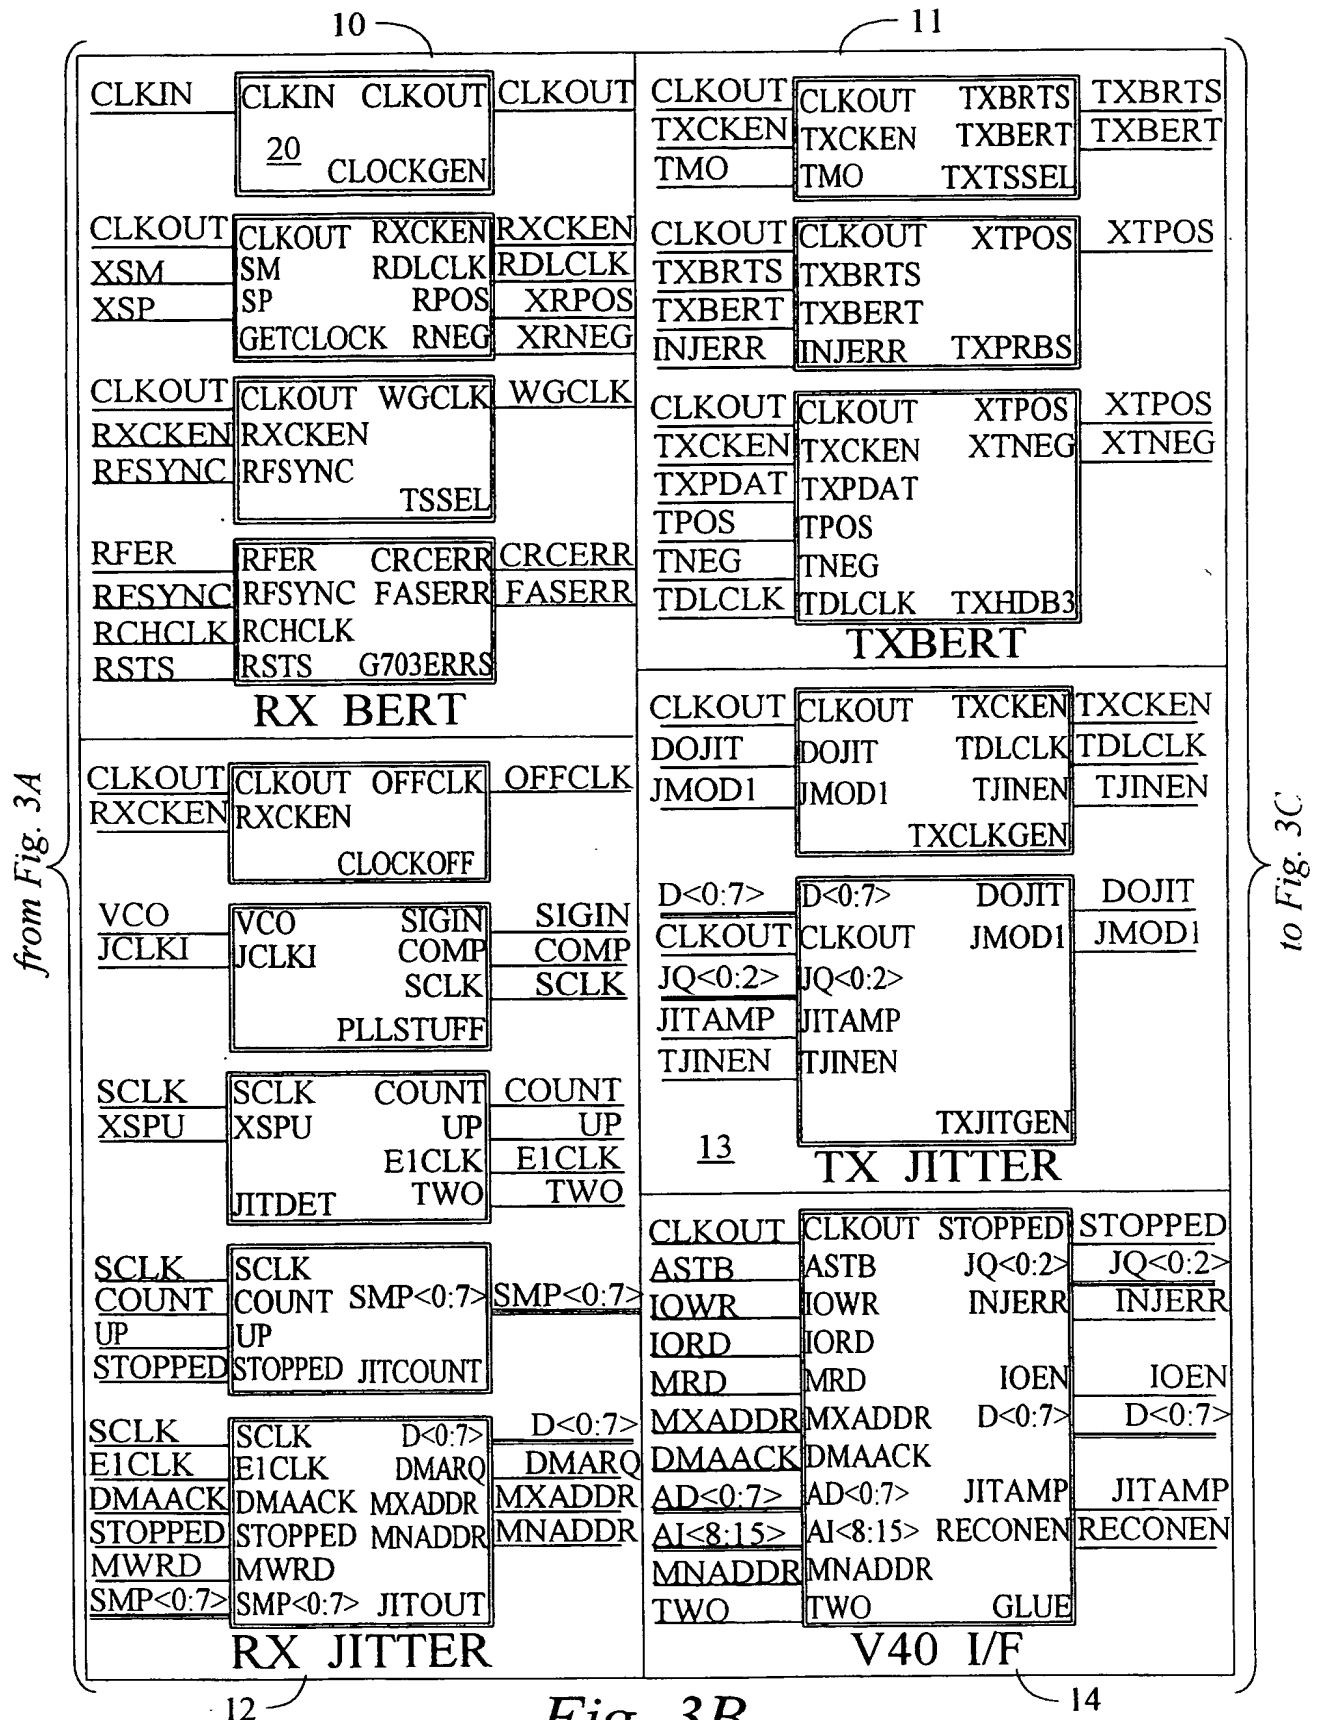 10
11
from Fig. 3A
to Fig. 3C
CLKIN CLKIN CLKOUT CLKOUT
20
CLOCKGEN
CLKOUT CLKOUT RXCKEN RXCKEN
XSM SM RDLCLK RDLCLK
XSP SP RPOS XRPOS
GETCLOCK RNEG XRNEG
CLKOUT CLKOUT WGCLK WGCLK
RXCKEN RXCKEN
RFSYNC RFSYNC
TSSEL
RFER RFER CRCERR CRCERR
RFSYNC RFSYNC FASERR FASERR
RCHCLK RCHCLK
RSTS RSTS G703ERRS
RX BERT
CLKOUT CLKOUT OFFCLK OFFCLK
RXCKEN RXCKEN
CLOCKOFF
VCO VCO SIGIN SIGIN
JCLKI JCLKI COMP COMP
SCLK SCLK
PLLSTUFF
SCLK SCLK COUNT COUNT
XSPU XSPU UP UP
E1CLK E1CLK
JITDET TWO TWO
SCLK SCLK
COUNT COUNT SMP<0:7> SMP<0:7>
UP UP
STOPPED STOPPED JITCOUNT
SCLK SCLK D<0:7> D<0:7>
E1CLK E1CLK DMARQ DMARQ
DMAACK DMAACK MXADDR MXADDR
STOPPED STOPPED MNADDR MNADDR
MWRD MWRD
SMP<0:7> SMP<0:7> JITOUT
RX JITTER
12
CLKOUT CLKOUT TXBRTS TXBRTS
TXCKEN TXCKEN TXBERT TXBERT
TMO TMO TXTSSEL
CLKOUT CLKOUT XTPOS XTPOS
TXBRTS TXBRTS
TXBERT TXBERT
INJERR INJERR TXPRBS
CLKOUT CLKOUT XTPOS XTPOS
TXCKEN TXCKEN XTNEG XTNEG
TXPDAT TXPDAT
TPOS TPOS
TNEG TNEG
TDLCLK TDLCLK TXHDB3
TXBERT
CLKOUT CLKOUT TXCKEN TXCKEN
DOJIT DOJIT TDLCLK TDLCLK
JMOD1 JMOD1 TJINEN TJINEN
TXCLKGEN
D<0:7> D<0:7> DOJIT DOJIT
CLKOUT CLKOUT JMOD1 JMOD1
JQ<0:2> JQ<0:2>
JITAMP JITAMP
TJINEN TJINEN
TXJITGEN
13
TX JITTER
CLKOUT CLKOUT STOPPED STOPPED
ASTB ASTB JQ<0:2> JQ<0:2>
IOWR IOWR INJERR INJERR
IORD IORD
MRD MRD IOEN IOEN
MXADDR MXADDR D<0:7> D<0:7>
DMAACK DMAACK
AD<0:7> AD<0:7> JITAMP JITAMP
AI<8:15> AI<8:15> RECONEN RECONEN
MNADDR MNADDR
TWO TWO GLUE
V40 I/F
14
Fig. 3B